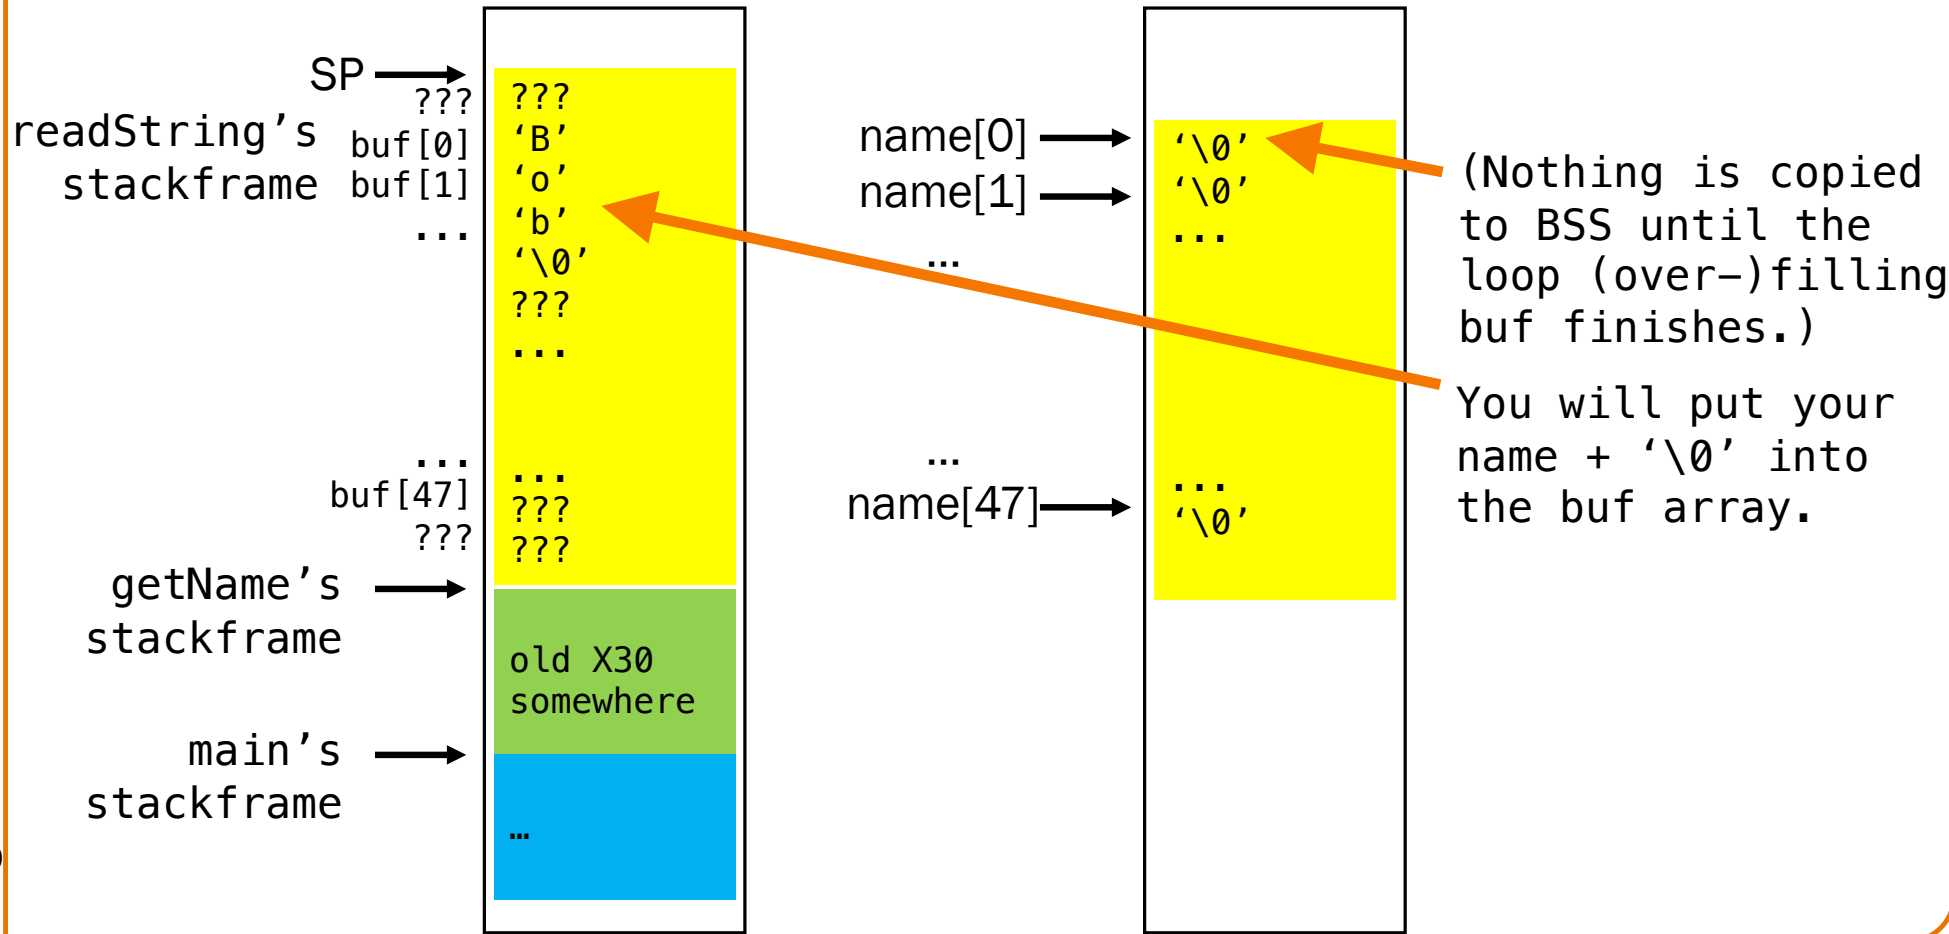 SP
???
readString’s
stackframe
buf[0]
buf[1]
...
...
buf[47]
???
getName’s
stackframe
main’s
stackframe
???
‘B’
‘o’
‘b’
‘\0’
???
...
...
???
???
old X30
somewhere
…
name[0]
name[1]
...
...
name[47]
‘\0’
‘\0’
...
...
‘\0’
(Nothing is copied
to BSS until the
loop (over-)filling
buf finishes.)
You will put your
name + ‘\0’ into
the buf array.